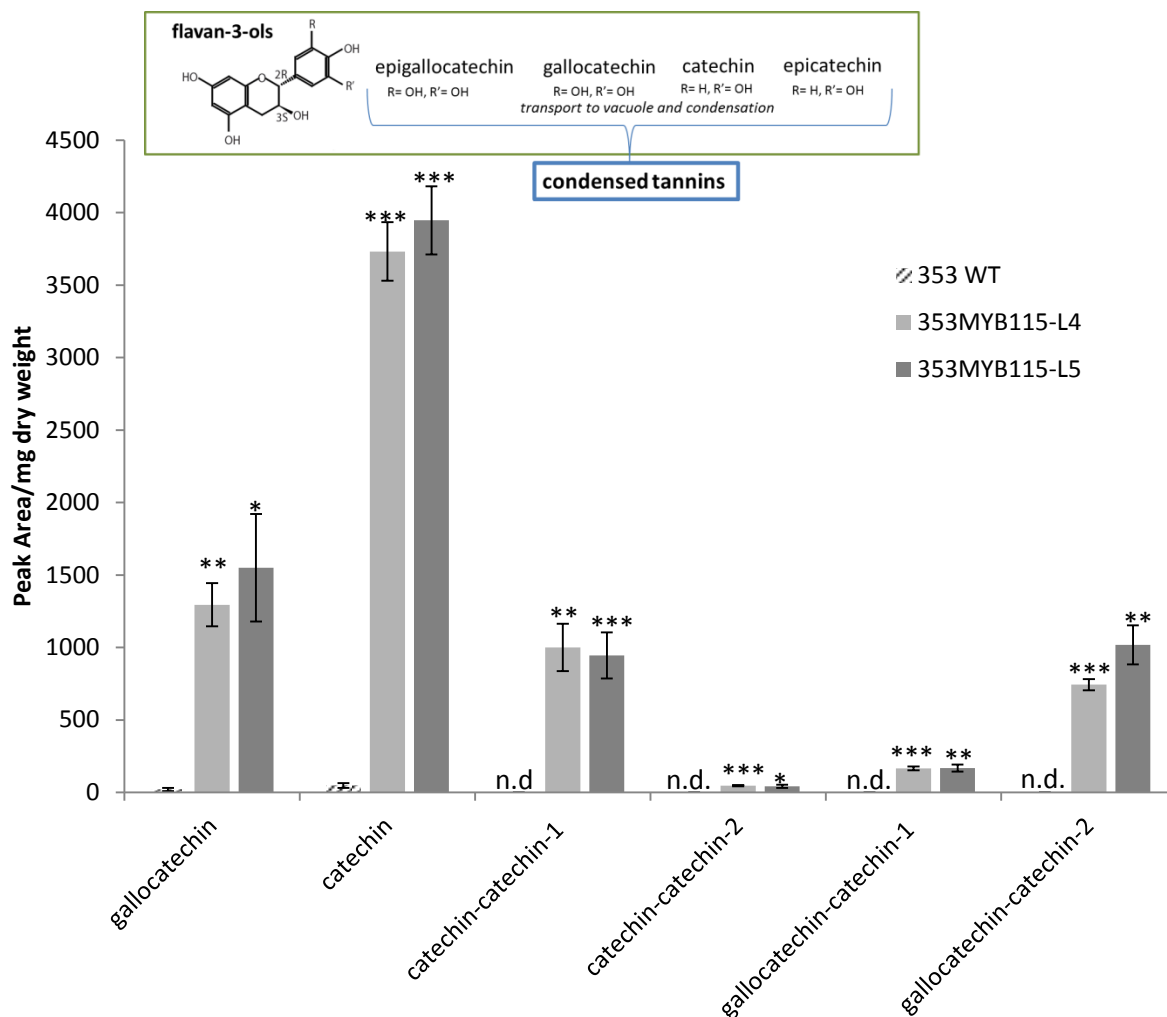 flavan-3-ols
R
OH
R'
HO
O
2R
3S
OH
OH
epigallocatechin gallocatechin catechin epicatechin
R= OH, R'= OH R= OH, R'= OH R= H, R'= OH R= H, R'= OH
transport to vacuole and condensation
condensed tannins
Peak Area/mg dry weight
4500
4000
3500
3000
2500
2000
1500
1000
500
0
353 WT
353MYB115-L4
353MYB115-L5
** *
*** ***
n.d ** ***
n.d. *** *
n.d. *** **
n.d. *** **
gallocatechin
catechin
catechin-catechin-1
catechin-catechin-2
gallocatechin-catechin-1
gallocatechin-catechin-2